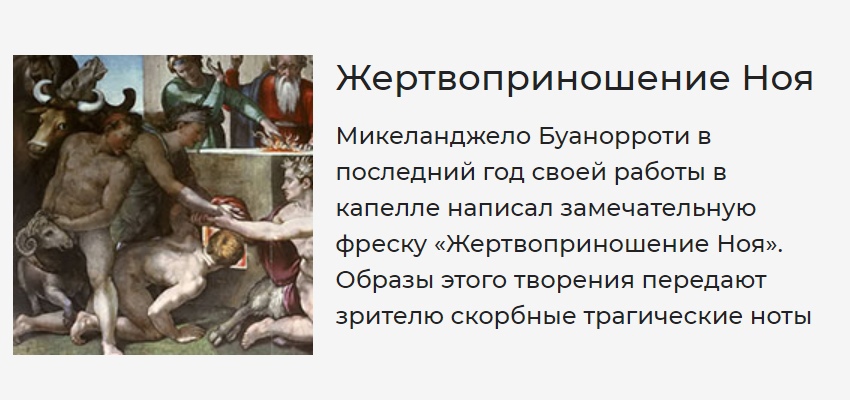 Жертвоприношение Ноя
Микеланджело Буанорроти в
последний год своей работы в
капелле написал замечательную
фреску «Жертвоприношение Ноя».
Образы этого творения передают
зрителю скорбные трагические ноты